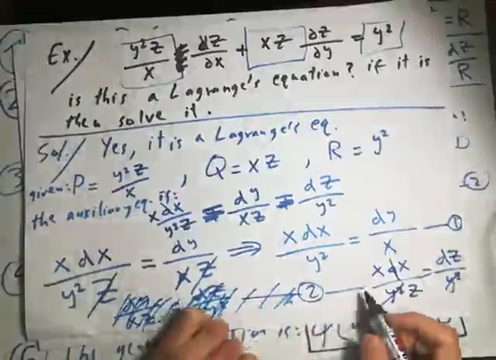 Ex./ y²z/x ∂z/∂x + xz ∂z/∂y = y²
is this a Lagrange's equation? if it is
then solve it.
Sol./ Yes, it is a Lagrange's eq.
given: P = y²z/x , Q = xz , R = y²
the auxiliary eq. is: xdx/y²z = dy/xz = dz/y²
x dx/y²z = dy/xz ⇒ x dx/y² = dy/x — ①
② — x dx/y²z = dz/y²
is: